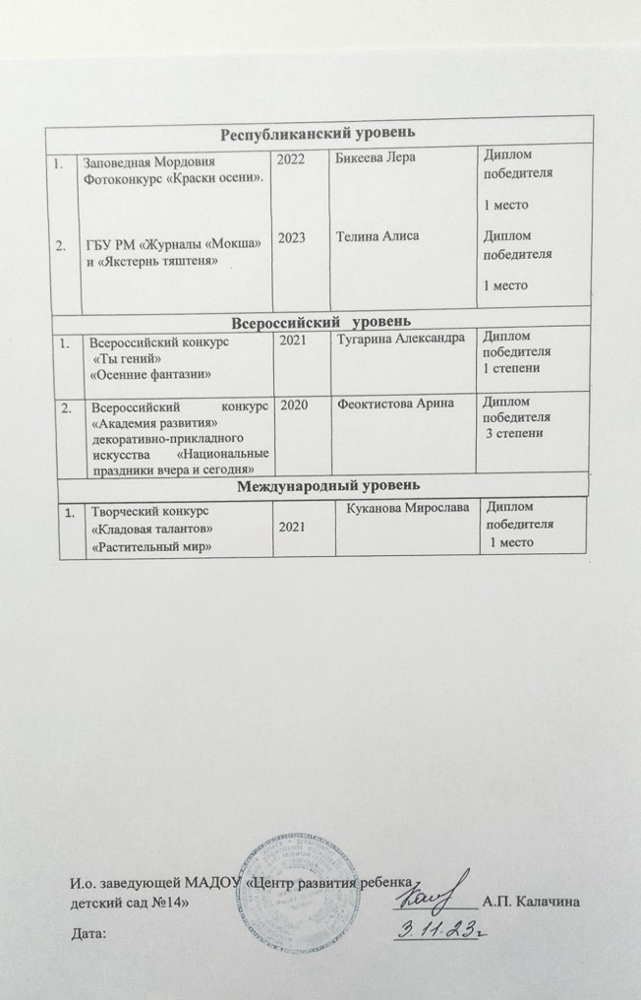 Республиканский уровень
1. Заповедная Мордовия 2022 Бикеева Лера Диплом
Фотоконкурс «Краски осени». победителя
1 место
2. ГБУ РМ «Журналы «Мокша» 2023 Телина Алиса Диплом
и «Якстернь тяштеня» победителя
1 место
Всероссийский уровень
1. Всероссийский конкурс 2021 Тугарина Александра Диплом
«Ты гений» победителя
«Осенние фантазии» 1 степени
2. Всероссийский конкурс 2020 Феоктистова Арина Диплом
«Академия развития» победителя
декоративно-прикладного 3 степени
искусства «Национальные
праздники вчера и сегодня»
Международный уровень
1. Творческий конкурс Куканова Мирослава Диплом
«Кладовая талантов» 2021 победителя
«Растительный мир» 1 место
И.о. заведующей МАДОУ «Центр развития ребенка
детский сад №14» А.П. Калачина
Дата: 3.11.23г